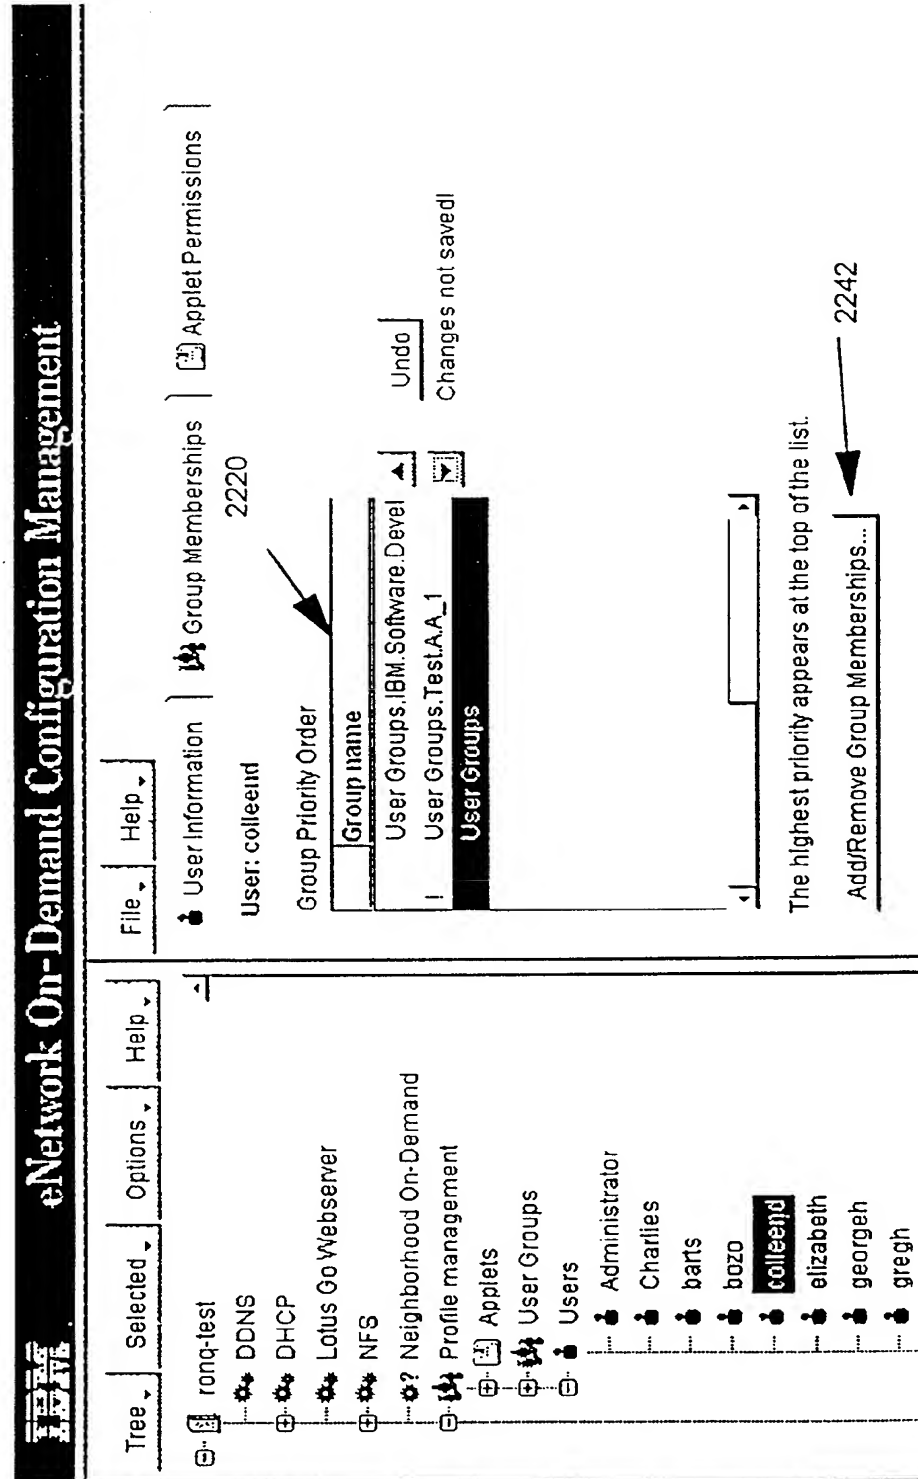 IBM
eNetwork On-Demand Configuration Management
Tree Selected Options Help
ronq-test
DDNS
DHCP
Lotus Go Webserver
NFS
? Neighborhood On-Demand
Profile management
Applets
User Groups
Users
Administrator
Charlies
barts
bozo
colleend
elizabeth
georgeh
gregh
File Help
User Information Group Memberships Applet Permissions
User: colleend
2220
Group Priority Order
Group name
User Groups.IBM.Software.Devel
! User Groups.Test.A.A_1
User Groups
Undo
Changes not saved!
The highest priority appears at the top of the list.
Add/Remove Group Memberships...
2242